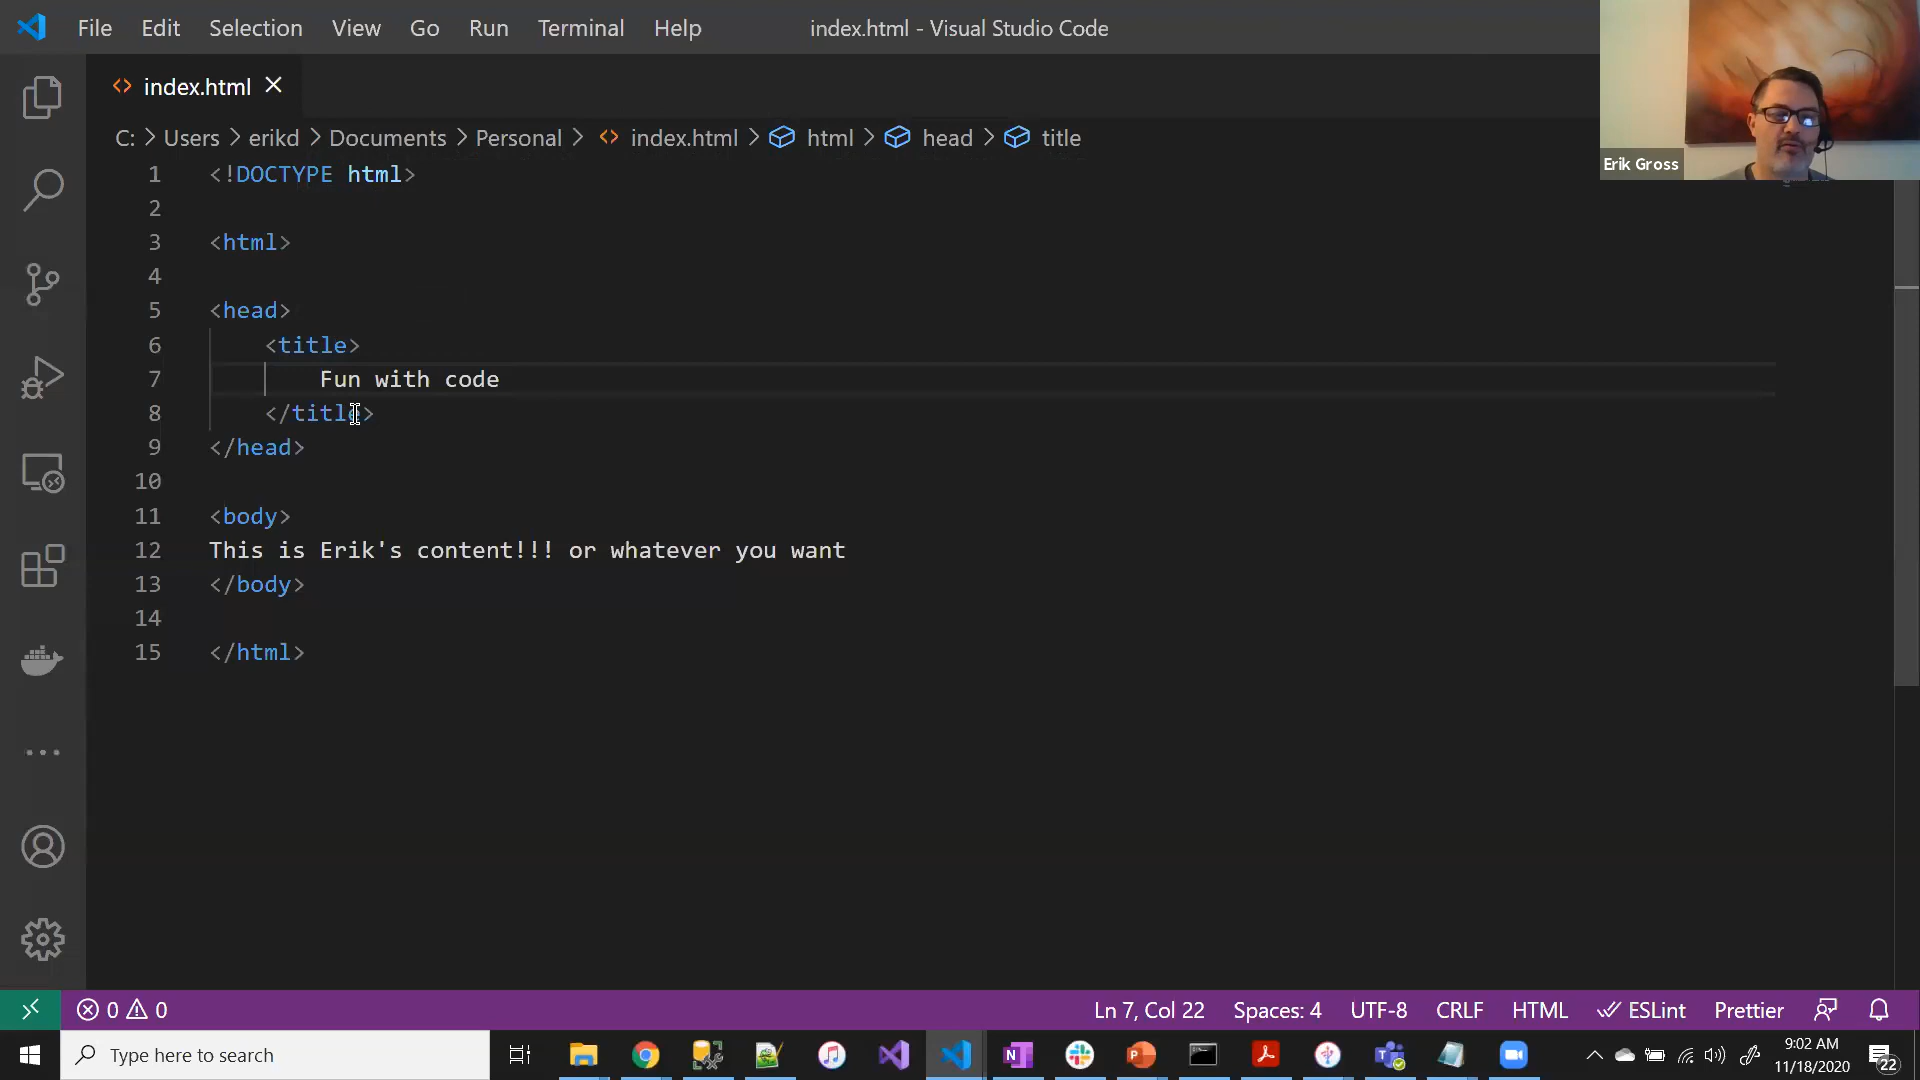 File Edit Selection View Go Run Terminal Help index.html - Visual Studio Code
index.html
C: > Users > erikd > Documents > Personal > index.html > html > head > title
Erik Gross
1 <!DOCTYPE html>
2
3 <html>
4
5 <head>
6 <title>
7 Fun with code
8 </title>
9 </head>
10
11 <body>
12 This is Erik's content!!! or whatever you want
13 </body>
14
15 </html>
0 0 Ln 7, Col 22 Spaces: 4 UTF-8 CRLF HTML ESLint Prettier
Type here to search
9:02 AM
11/18/2020
22